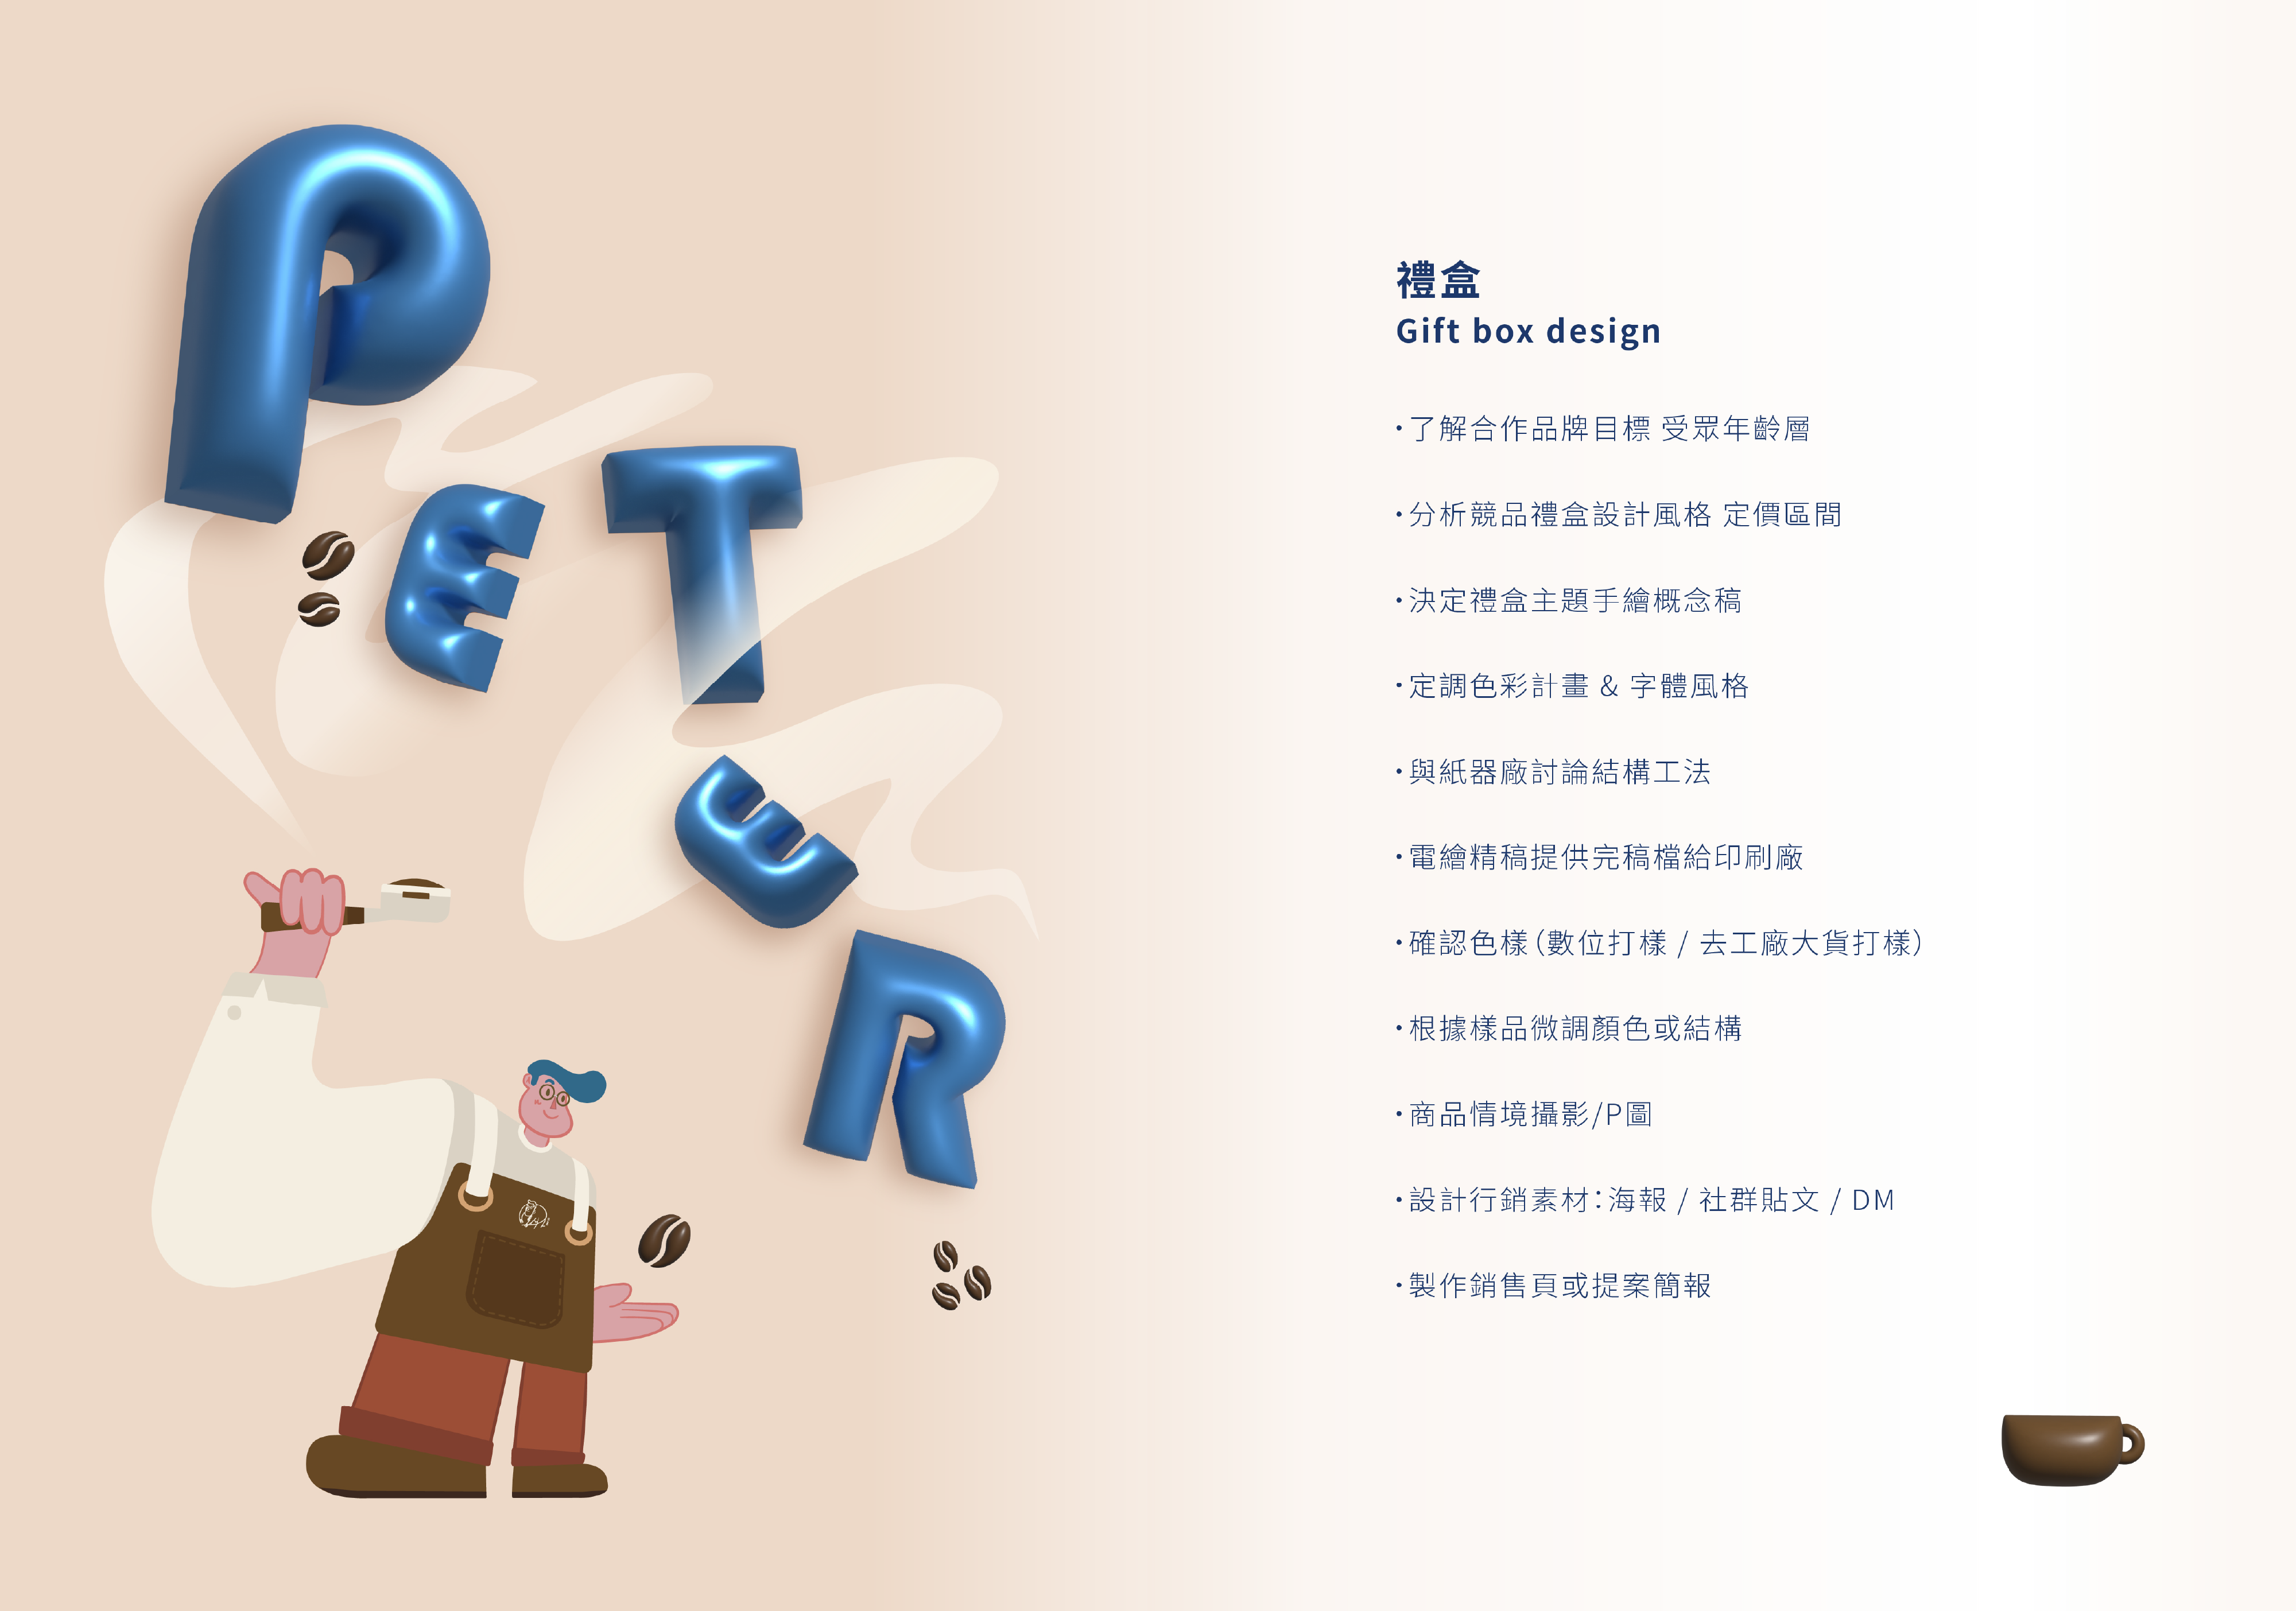 PETER
禮盒
Gift box design
•了解合作品牌目標 受眾年齡層
•分析競品禮盒設計風格 定價區間
•決定禮盒主題手繪概念稿
•定調色彩計畫 & 字體風格
•與紙器廠討論結構工法
•電繪精稿提供完稿檔給印刷廠
•確認色樣(數位打樣 / 去工廠大貨打樣)
•根據樣品微調顏色或結構
•商品情境攝影/P圖
•設計行銷素材:海報 / 社群貼文 / DM
•製作銷售頁或提案簡報